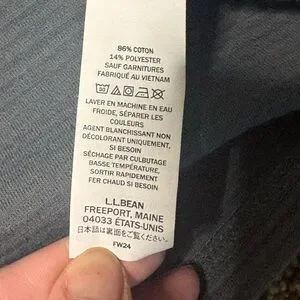 86% COTON
14% POLYESTER
SAUF GARNITURES
FABRIQUÉ AU VIETNAM
LAVER EN MACHINE EN EAU
FROIDE, SÉPARER LES
COULEURS
AGENT BLANCHISSANT NON
DÉCOLORANT UNIQUEMENT,
SI BESOIN
SÉCHAGE PAR CULBUTAGE
BASSE TEMPÉRATURE,
SORTIR RAPIDEMENT
FER CHAUD SI BESOIN
L.L.BEAN
FREEPORT, MAINE
04033 ÉTATS-UNIS
日本語は裏面をご覧ください
FW24